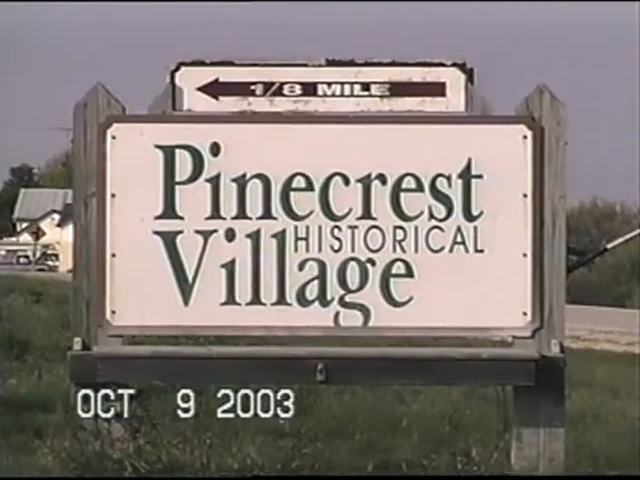 1/8 MILE
Pinecrest
HISTORICAL
Village
OCT 9 2003